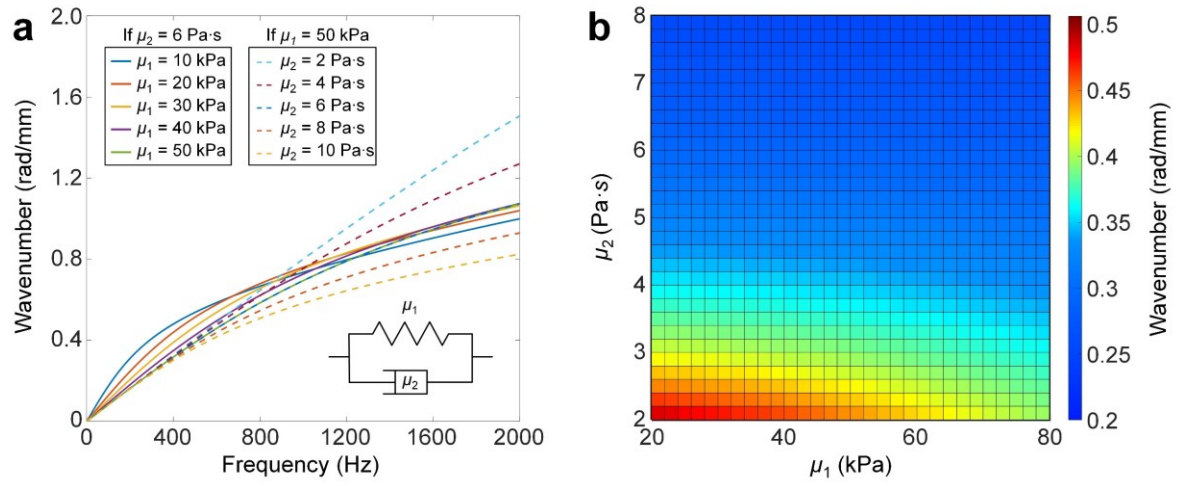 a
2.0
1.6
1.2
0.8
0.4
0
Wavenumber (rad/mm)
If μ2 = 6 Pa·s
μ1 = 10 kPa
μ1 = 20 kPa
μ1 = 30 kPa
μ1 = 40 kPa
μ1 = 50 kPa
If μ1 = 50 kPa
μ2 = 2 Pa·s
μ2 = 4 Pa·s
μ2 = 6 Pa·s
μ2 = 8 Pa·s
μ2 = 10 Pa·s
μ1
μ2
0 400 800 1200 1600 2000
Frequency (Hz)
b
8
7
6
5
4
3
2
μ2 (Pa·s)
20 40 60 80
μ1 (kPa)
0.5
0.45
0.4
0.35
0.3
0.25
0.2
Wavenumber (rad/mm)